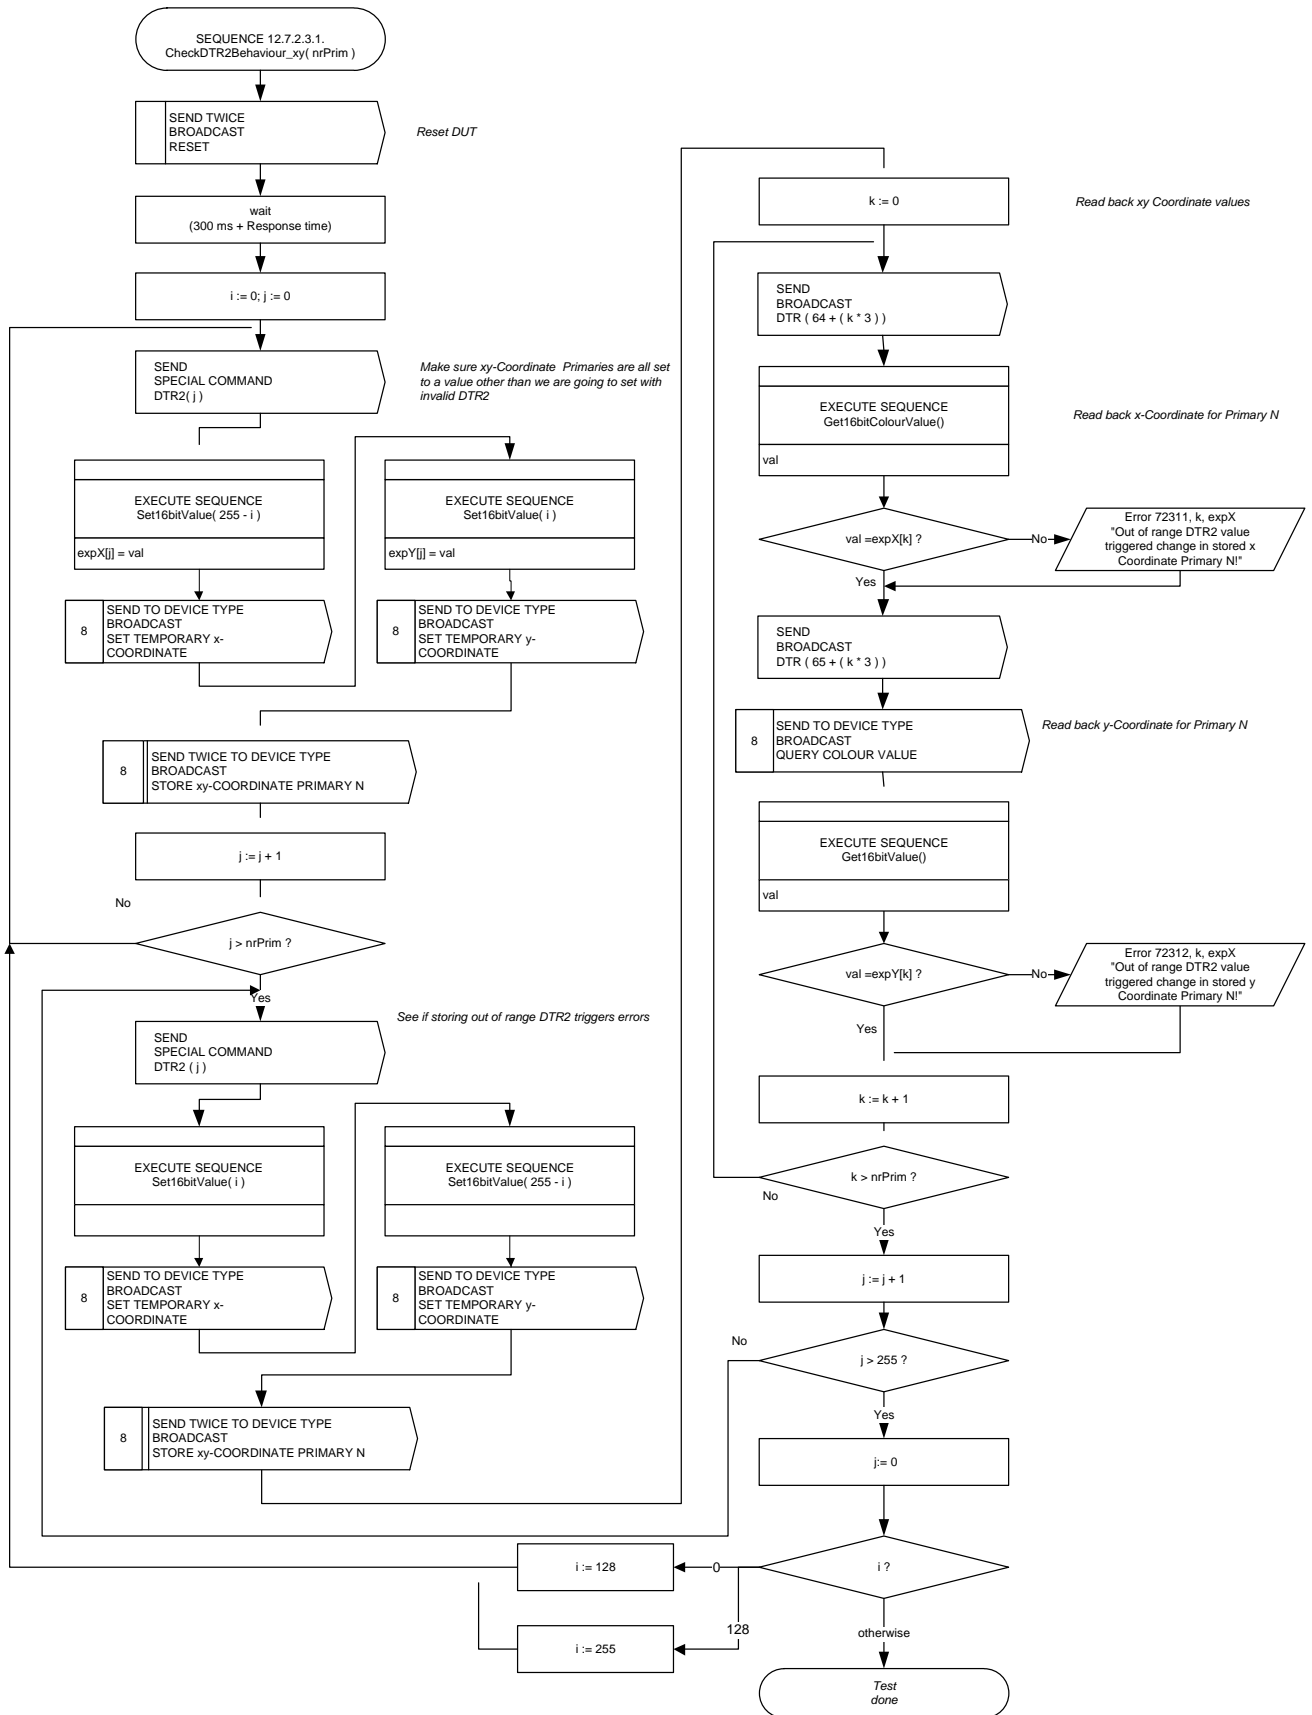 SEQUENCE 12.7.2.3.1.
CheckDTR2Behaviour_xy( nrPrim )
SEND TWICE
BROADCAST
RESET
Reset DUT
wait
(300 ms + Response time)
i := 0; j := 0
SEND
SPECIAL COMMAND
DTR2( j )
Make sure xy-Coordinate Primaries are all set
to a value other than we are going to set with
invalid DTR2
EXECUTE SEQUENCE
Set16bitValue( 255 - i )
expX[j] = val
EXECUTE SEQUENCE
Set16bitValue( i )
expY[j] = val
8
SEND TO DEVICE TYPE
BROADCAST
SET TEMPORARY x-
COORDINATE
8
SEND TO DEVICE TYPE
BROADCAST
SET TEMPORARY y-
COORDINATE
8
SEND TWICE TO DEVICE TYPE
BROADCAST
STORE xy-COORDINATE PRIMARY N
j := j + 1
No
j > nrPrim ?
Yes
See if storing out of range DTR2 triggers errors
SEND
SPECIAL COMMAND
DTR2 ( j )
EXECUTE SEQUENCE
Set16bitValue( i )
EXECUTE SEQUENCE
Set16bitValue( 255 - i )
8
SEND TO DEVICE TYPE
BROADCAST
SET TEMPORARY x-
COORDINATE
8
SEND TO DEVICE TYPE
BROADCAST
SET TEMPORARY y-
COORDINATE
8
SEND TWICE TO DEVICE TYPE
BROADCAST
STORE xy-COORDINATE PRIMARY N
k := 0
Read back xy Coordinate values
SEND
BROADCAST
DTR ( 64 + ( k * 3 ) )
EXECUTE SEQUENCE
Get16bitColourValue()
val
Read back x-Coordinate for Primary N
val =expX[k] ?
No
Error 72311, k, expX
"Out of range DTR2 value
triggered change in stored x
Coordinate Primary N!"
Yes
SEND
BROADCAST
DTR ( 65 + ( k * 3 ) )
8
SEND TO DEVICE TYPE
BROADCAST
QUERY COLOUR VALUE
Read back y-Coordinate for Primary N
EXECUTE SEQUENCE
Get16bitValue()
val
val =expY[k] ?
No
Error 72312, k, expX
"Out of range DTR2 value
triggered change in stored y
Coordinate Primary N!"
Yes
k := k + 1
k > nrPrim ?
No
Yes
j := j + 1
No
j > 255 ?
Yes
j:= 0
i ?
0
i := 128
128
i := 255
otherwise
Test
done